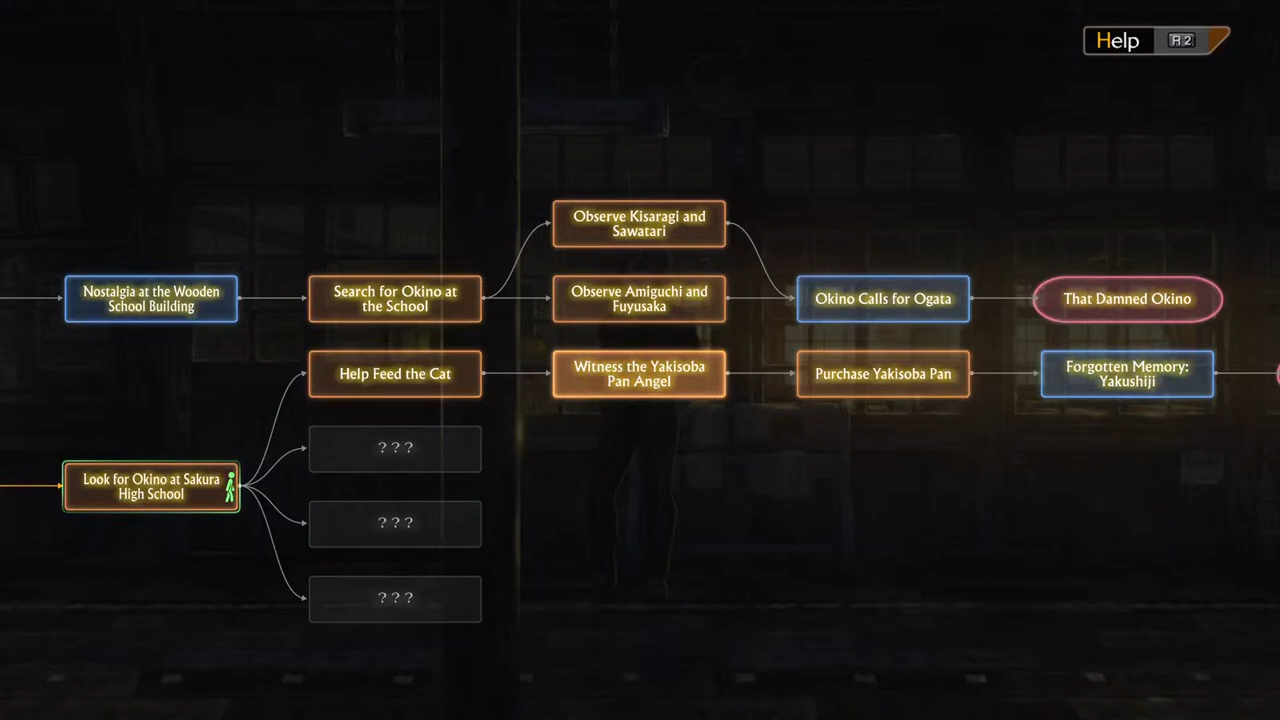 Help R2
Observe Kisaragi and
Sawatari
Nostalgia at the Wooden
School Building
Search for Okino at
the School
Observe Amiguchi and
Fuyusaka
Okino Calls for Ogata
That Damned Okino
Help Feed the Cat
Witness the Yakisoba
Pan Angel
Purchase Yakisoba Pan
Forgotten Memory:
Yakushiji
???
Look for Okino at Sakura
High School
???
???